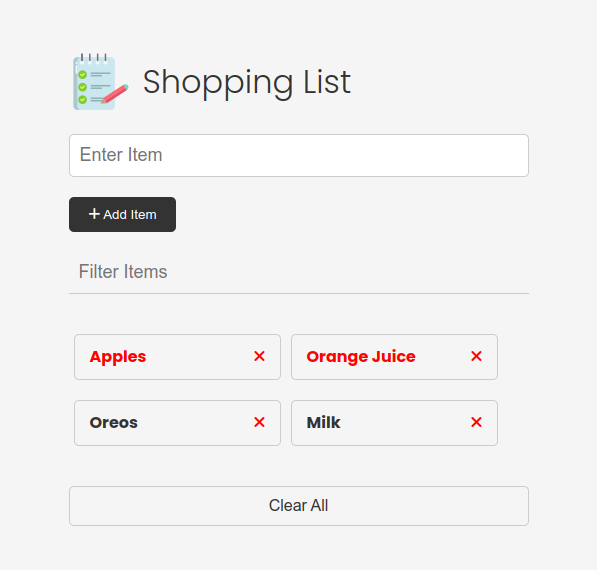 Shopping List
Enter Item
+ Add Item
Filter Items
Apples
Orange Juice
Oreos
Milk
Clear All